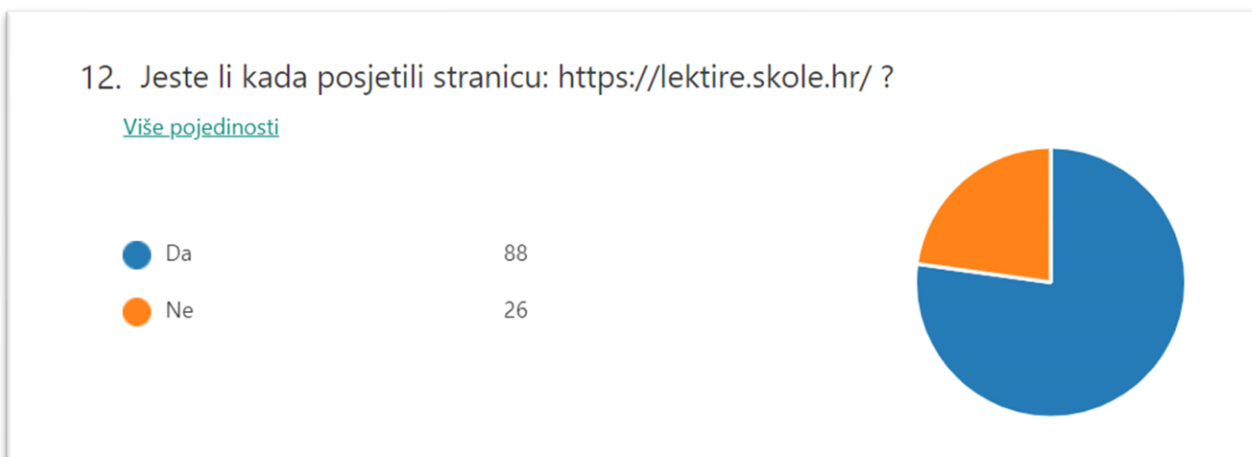 12. Jeste li kada posjetili stranicu: https://lektire.skole.hr/ ?
Više pojedinosti
Da 88
Ne 26